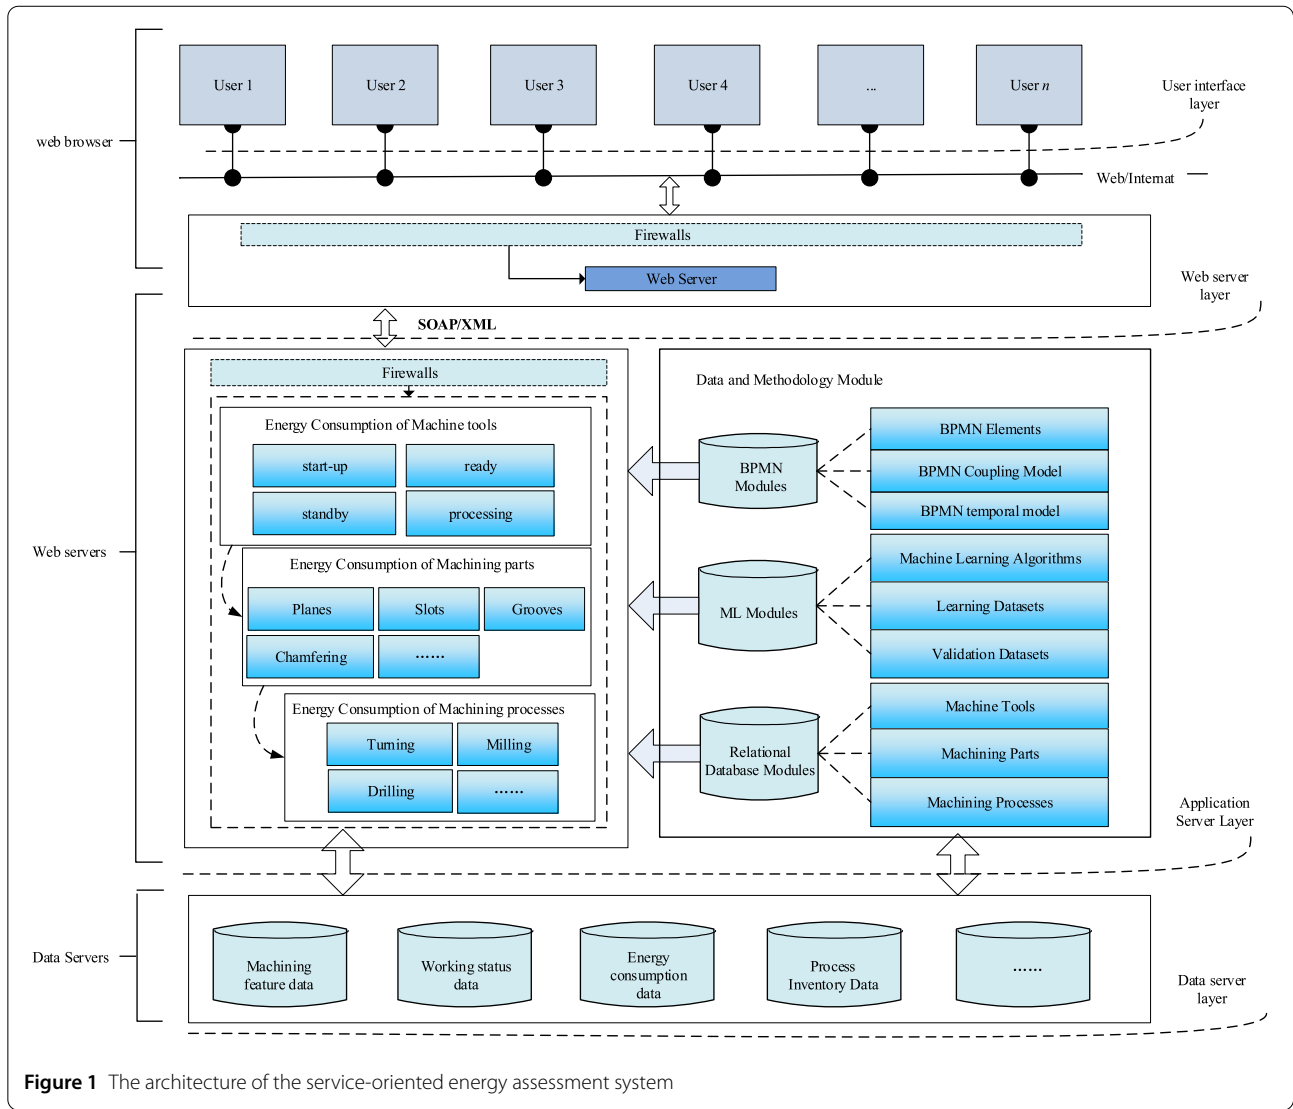 User 1
User 2
User 3
User 4
...
User n
User interface
layer
web browser
Web/Internat
Firewalls
Web Server
Web server
layer
SOAP/XML
Firewalls
Energy Consumption of Machine tools
start-up
ready
standby
processing
Energy Consumption of Machining parts
Planes
Slots
Grooves
Chamfering
……
Energy Consumption of Machining processes
Turning
Milling
Drilling
……
Web servers
Data and Methodology Module
BPMN
Modules
BPMN Elements
BPMN Coupling Model
BPMN temporal model
ML Modules
Machine Learning Algorithms
Learning Datasets
Validation Datasets
Relational
Database Modules
Machine Tools
Machining Parts
Machining Processes
Application
Server Layer
Data Servers
Machining
feature data
Working status
data
Energy
consumption
data
Process
Inventory Data
……
Data server
layer
Figure 1 The architecture of the service-oriented energy assessment system